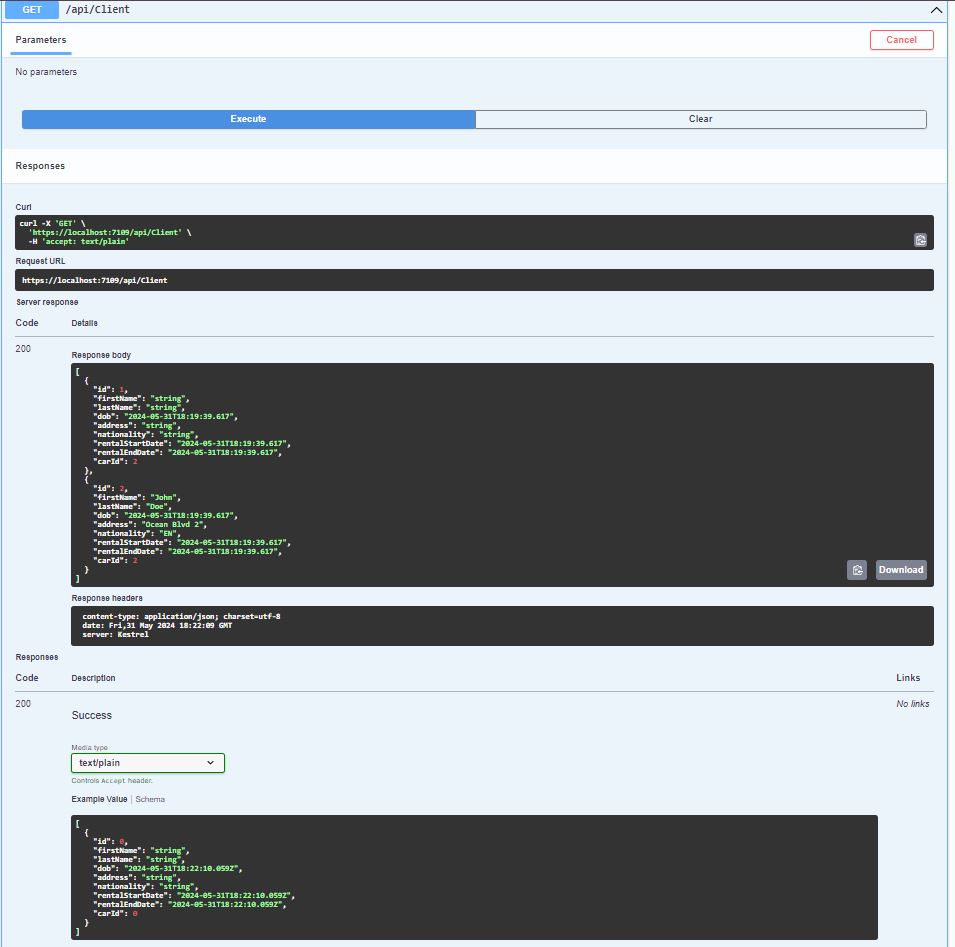 GET /api/Client
Parameters
Cancel
No parameters
Execute
Clear
Responses
Curl
curl -X 'GET' \
  'https://localhost:7109/api/Client' \
  -H 'accept: text/plain'
Request URL
https://localhost:7109/api/Client
Server response
Code Details
200
Response body
[
  {
    "id": 1,
    "firstName": "string",
    "lastName": "string",
    "dob": "2024-05-31T18:19:39.617",
    "address": "string",
    "nationality": "string",
    "rentalStartDate": "2024-05-31T18:19:39.617",
    "rentalEndDate": "2024-05-31T18:19:39.617",
    "carId": 2
  },
  {
    "id": 2,
    "firstName": "John",
    "lastName": "Doe",
    "dob": "2024-05-31T18:19:39.617",
    "address": "Ocean Blvd 2",
    "nationality": "EN",
    "rentalStartDate": "2024-05-31T18:19:39.617",
    "rentalEndDate": "2024-05-31T18:19:39.617",
    "carId": 2
  }
]
Download
Response headers
content-type: application/json; charset=utf-8
date: Fri,31 May 2024 18:22:09 GMT
server: Kestrel
Responses
Code Description Links
200
Success
No links
Media type
text/plain
Controls Accept header.
Example Value | Schema
[
  {
    "id": 0,
    "firstName": "string",
    "lastName": "string",
    "dob": "2024-05-31T18:22:10.059Z",
    "address": "string",
    "nationality": "string",
    "rentalStartDate": "2024-05-31T18:22:10.059Z",
    "rentalEndDate": "2024-05-31T18:22:10.059Z",
    "carId": 0
  }
]